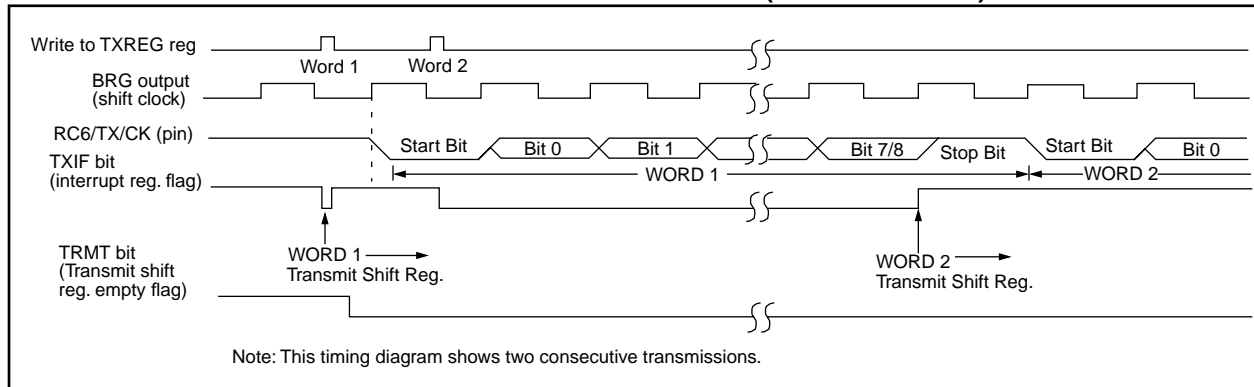 Write to TXREG reg
Word 1
Word 2
BRG output
(shift clock)
RC6/TX/CK (pin)
Start Bit
Bit 0
Bit 1
Bit 7/8
Stop Bit
Start Bit
Bit 0
TXIF bit
(interrupt reg. flag)
WORD 1
WORD 2
TRMT bit
(Transmit shift
reg. empty flag)
WORD 1
Transmit Shift Reg.
WORD 2
Transmit Shift Reg.
Note: This timing diagram shows two consecutive transmissions.